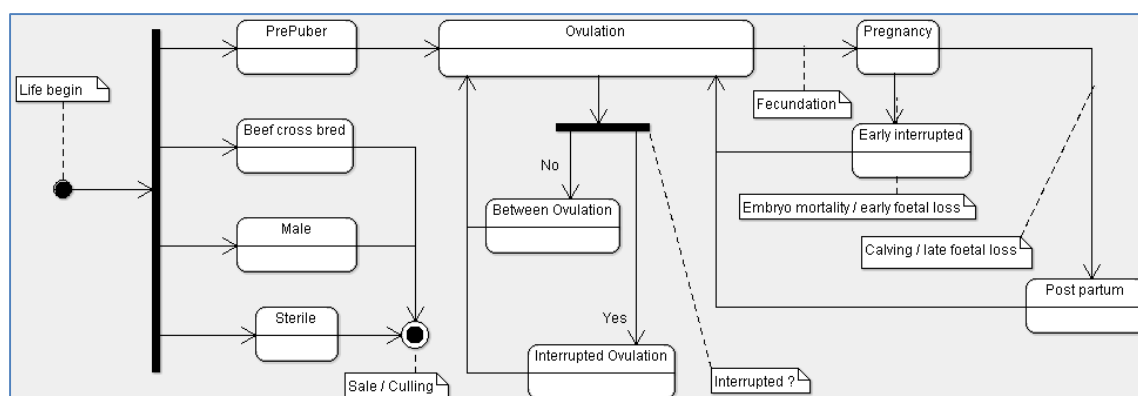 PrePuber
Ovulation
Pregnancy
Life begin
Fecundation
Beef cross bred
Early interrupted
No
Between Ovulation
Embryo mortality / early foetal loss
Male
Calving / late foetal loss
Post partum
Sterile
Yes
Interrupted Ovulation
Interrupted ?
Sale / Culling